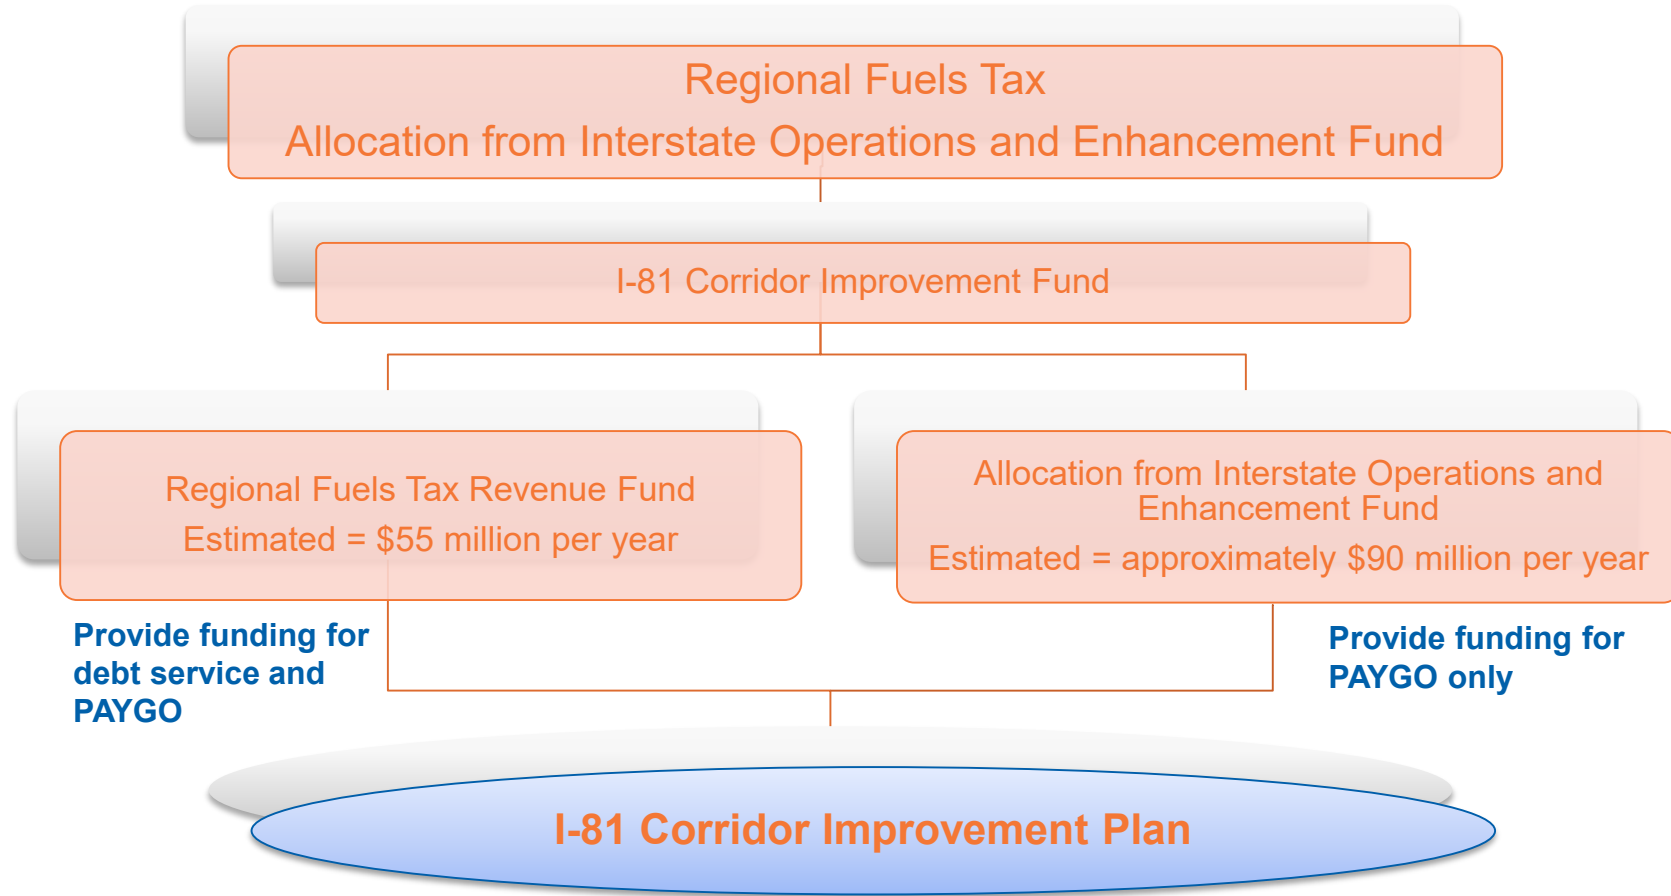 Regional Fuels Tax
Allocation from Interstate Operations and Enhancement Fund
I-81 Corridor Improvement Fund
Regional Fuels Tax Revenue Fund
Estimated = $55 million per year
Allocation from Interstate Operations and
Enhancement Fund
Estimated = approximately $90 million per year
Provide funding for
debt service and
PAYGO
Provide funding for
PAYGO only
I-81 Corridor Improvement Plan